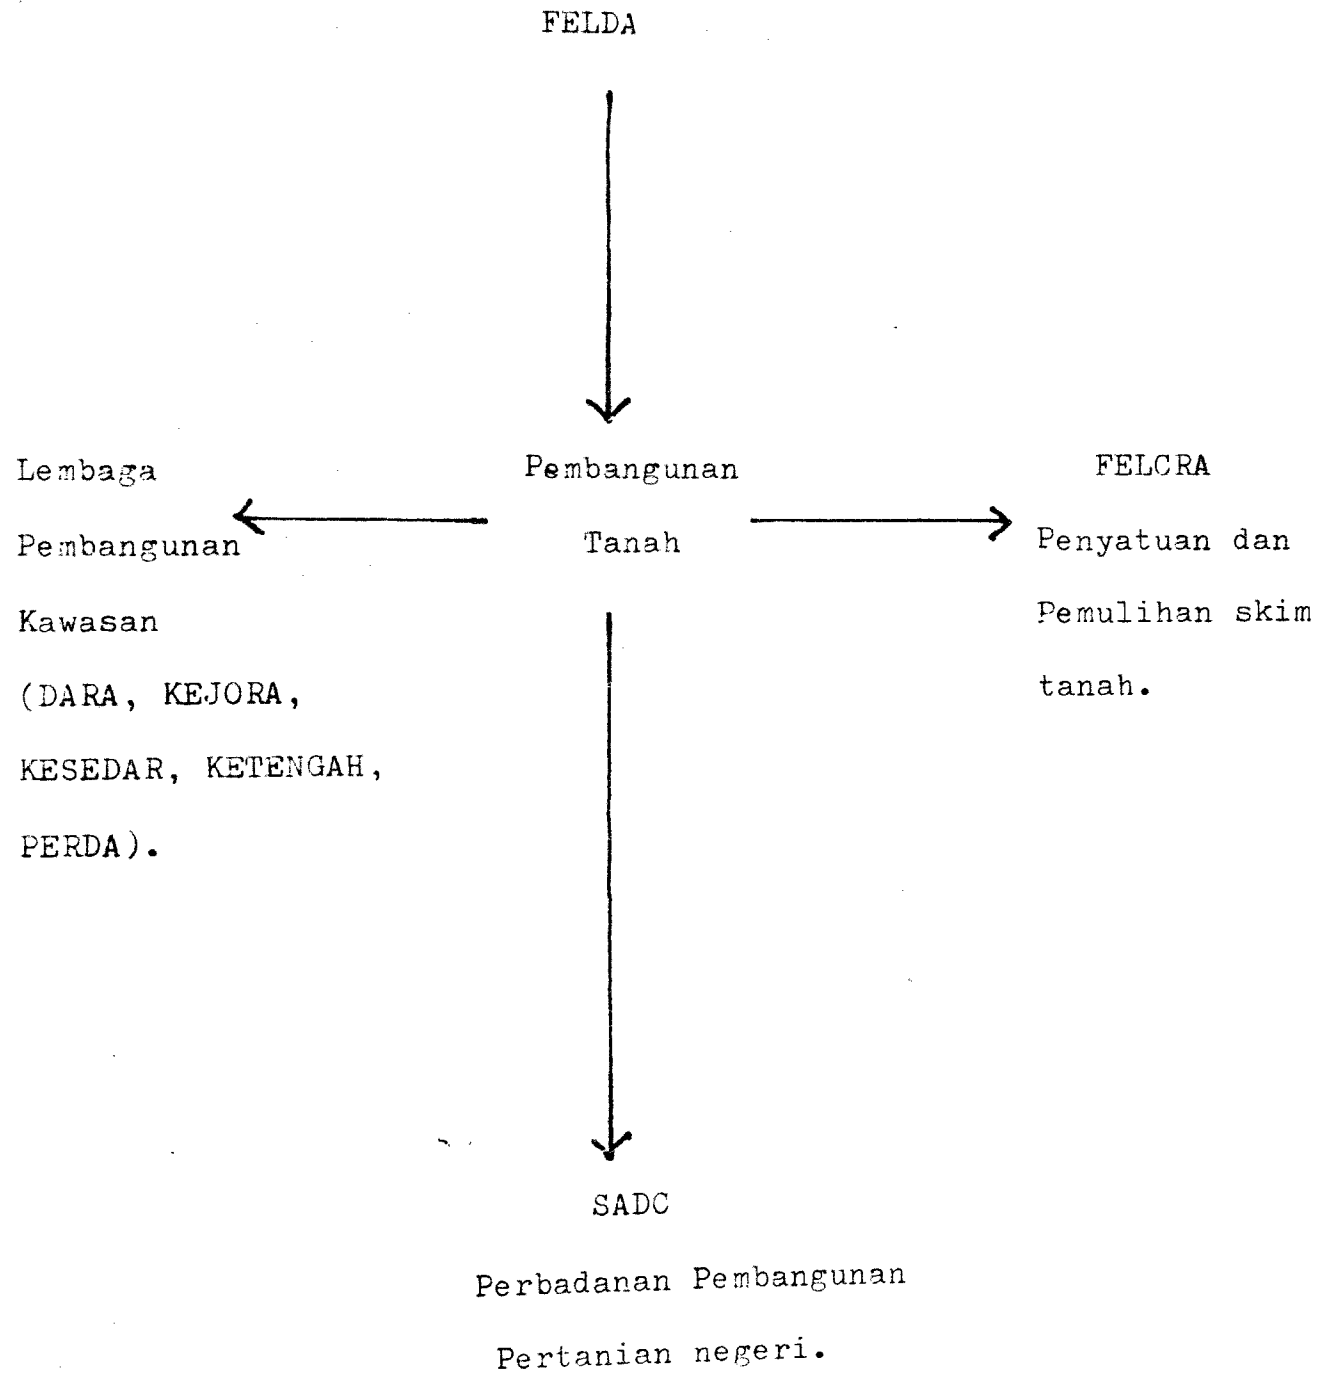 FELDA
Lembaga
Pembangunan
Kawasan
(DARA, KEJORA,
KESEDAR, KETENGAH,
PERDA).
Pembangunan
Tanah
FELCRA
Penyatuan dan
Pemulihan skim
tanah.
SADC
Perbadanan Pembangunan
Pertanian negeri.